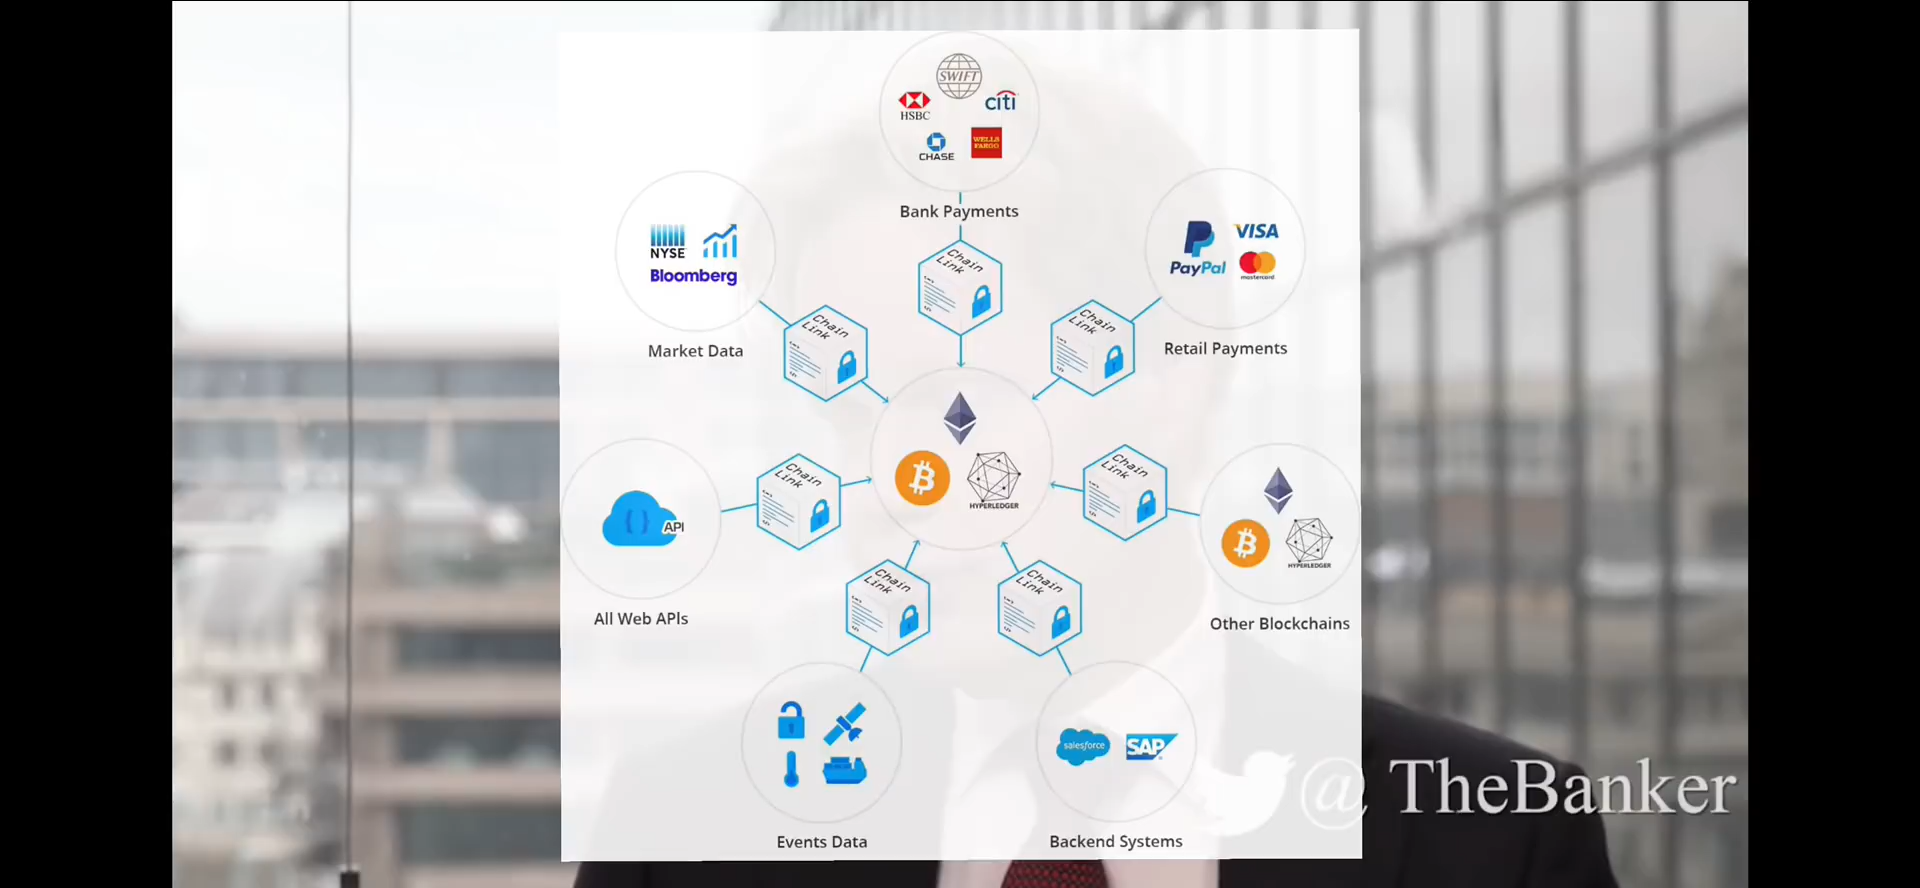 SWIFT
HSBC
citi
CHASE
WELLS
FARGO
Bank Payments
NYSE
Bloomberg
Market Data
PayPal
VISA
mastercard
Retail Payments
Chain
Link
Chain
Link
Chain
Link
HYPERLEDGER
API
All Web APIs
Chain
Link
Chain
Link
HYPERLEDGER
Other Blockchains
Chain
Link
Chain
Link
Events Data
salesforce
SAP
Backend Systems
@TheBanker